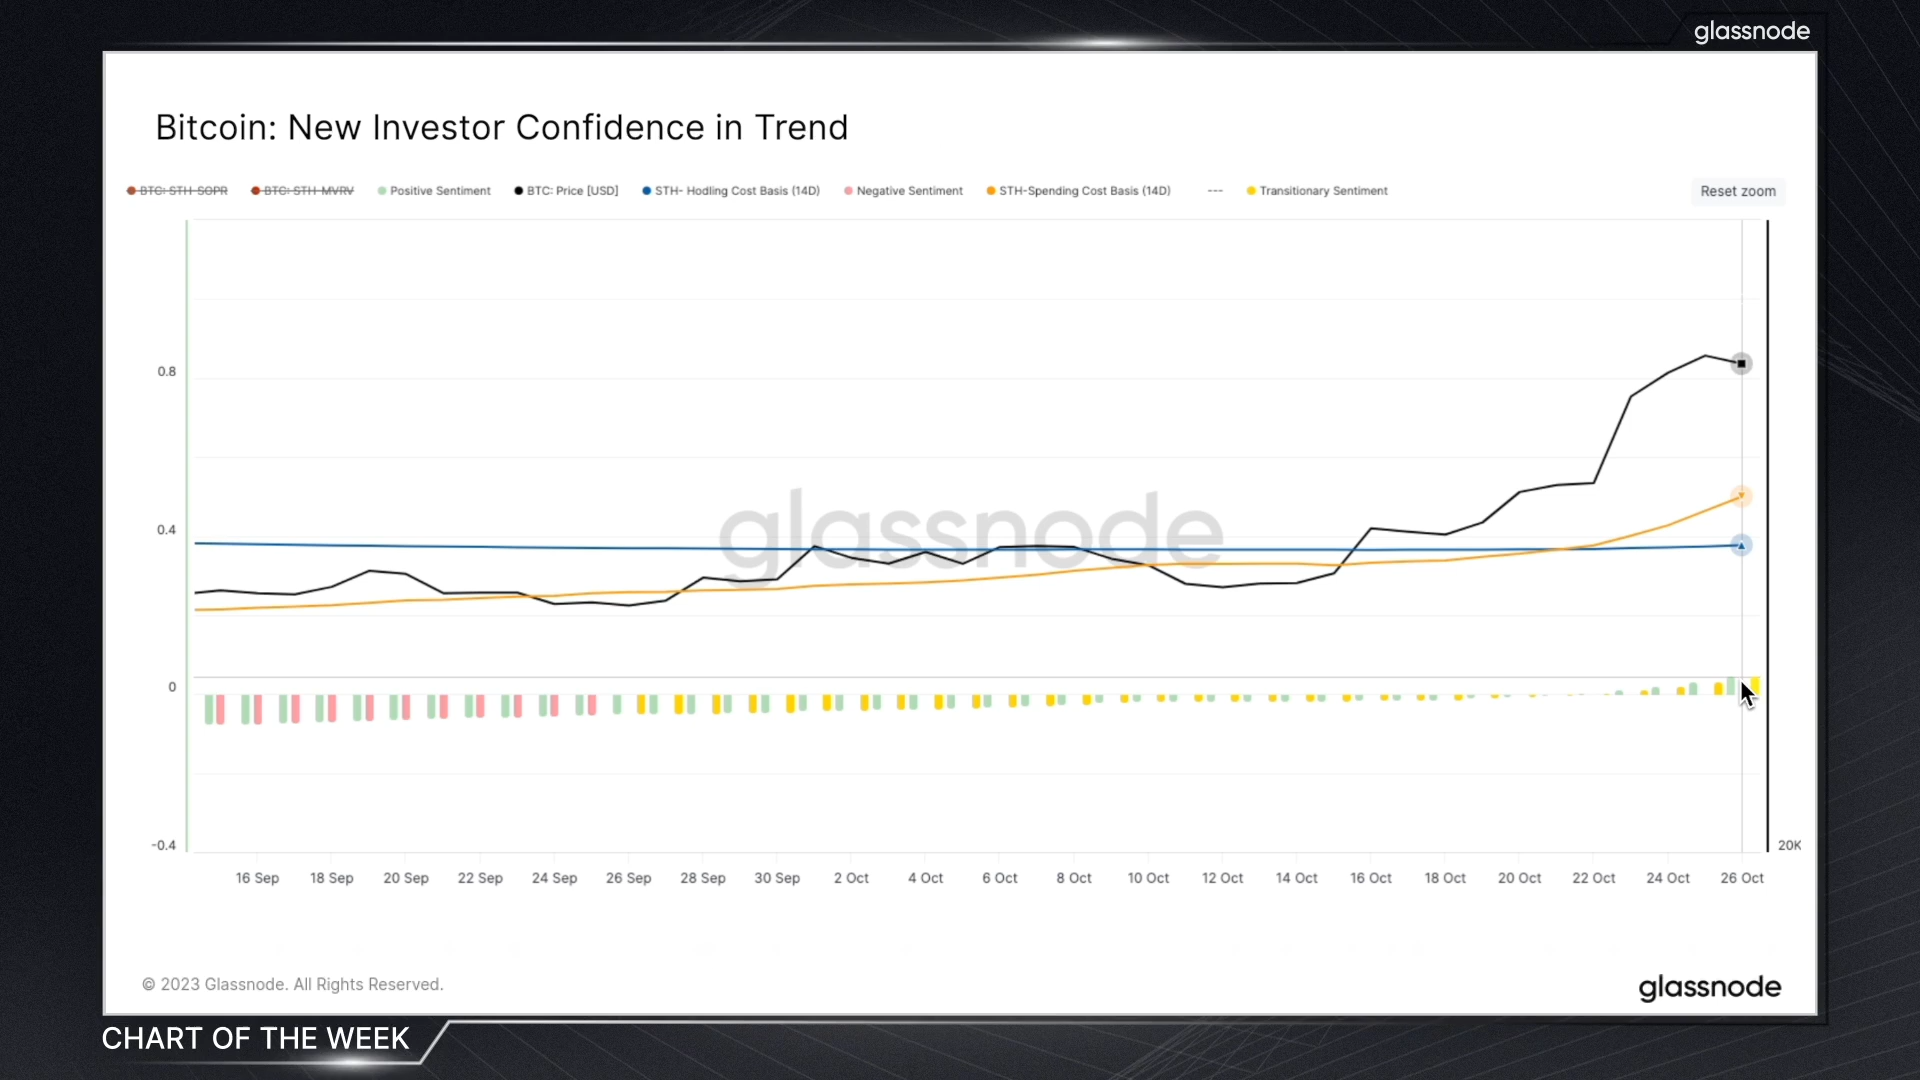 glassnode
Bitcoin: New Investor Confidence in Trend
BTC: STH-SOPR BTC: STH-MVRV Positive Sentiment BTC: Price [USD] STH- Hodling Cost Basis (14D) Negative Sentiment STH-Spending Cost Basis (14D) --- Transitionary Sentiment
Reset zoom
0.8
glassnode
0.4
0
-0.4
20K
16 Sep 18 Sep 20 Sep 22 Sep 24 Sep 26 Sep 28 Sep 30 Sep 2 Oct 4 Oct 6 Oct 8 Oct 10 Oct 12 Oct 14 Oct 16 Oct 18 Oct 20 Oct 22 Oct 24 Oct 26 Oct
© 2023 Glassnode. All Rights Reserved.
glassnode
CHART OF THE WEEK